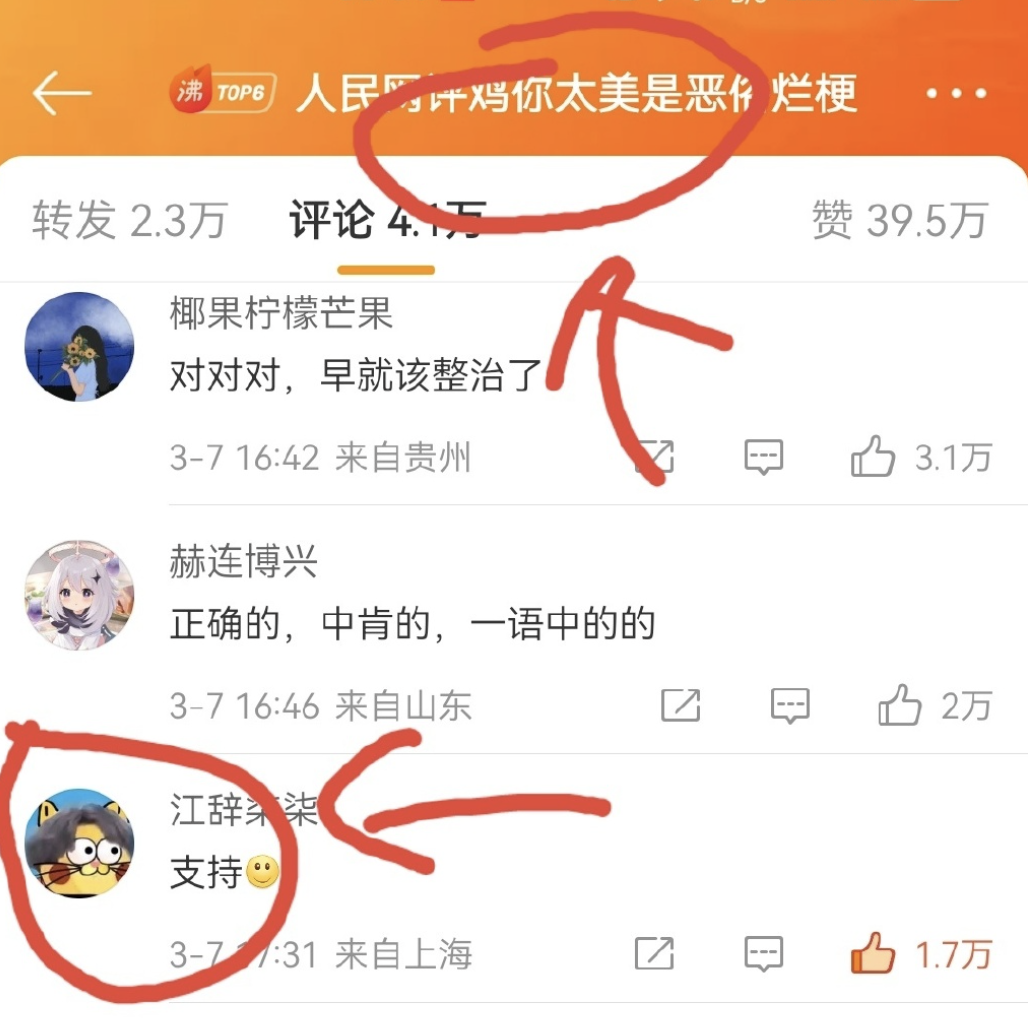 沸 TOP6 人民网评鸡你太美是恶俗烂梗
转发 2.3万 评论 4.1万 赞 39.5万
椰果柠檬芒果
对对对，早就该整治了
3-7 16:42 来自贵州 3.1万
赫连博兴
正确的，中肯的，一语中的的
3-7 16:46 来自山东 2万
江辞柒柒
支持🙂
3-7 17:31 来自上海 1.7万